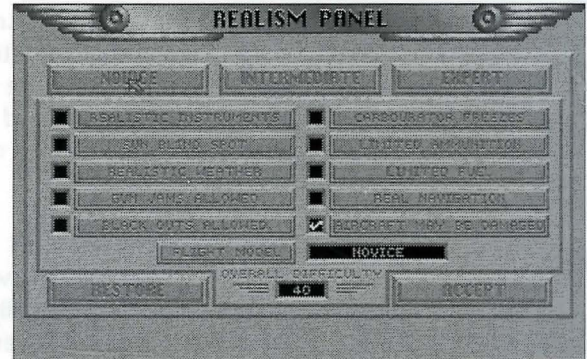 REALISM PANEL
NOVICE INTERMEDIATE EXPERT
REALISTIC INSTRUMENTS CARBOURATOR FREEZES
SUN BLIND SPOT LIMITED AMMUNITION
REALISTIC WEATHER LIMITED FUEL
GUN JAMS ALLOWED REAL NAVIGATION
BLACK OUTS ALLOWED AIRCRAFT MAY BE DAMAGED
FLIGHT MODEL NOVICE
OVERALL DIFFICULTY
RESTORE 40 ACCEPT